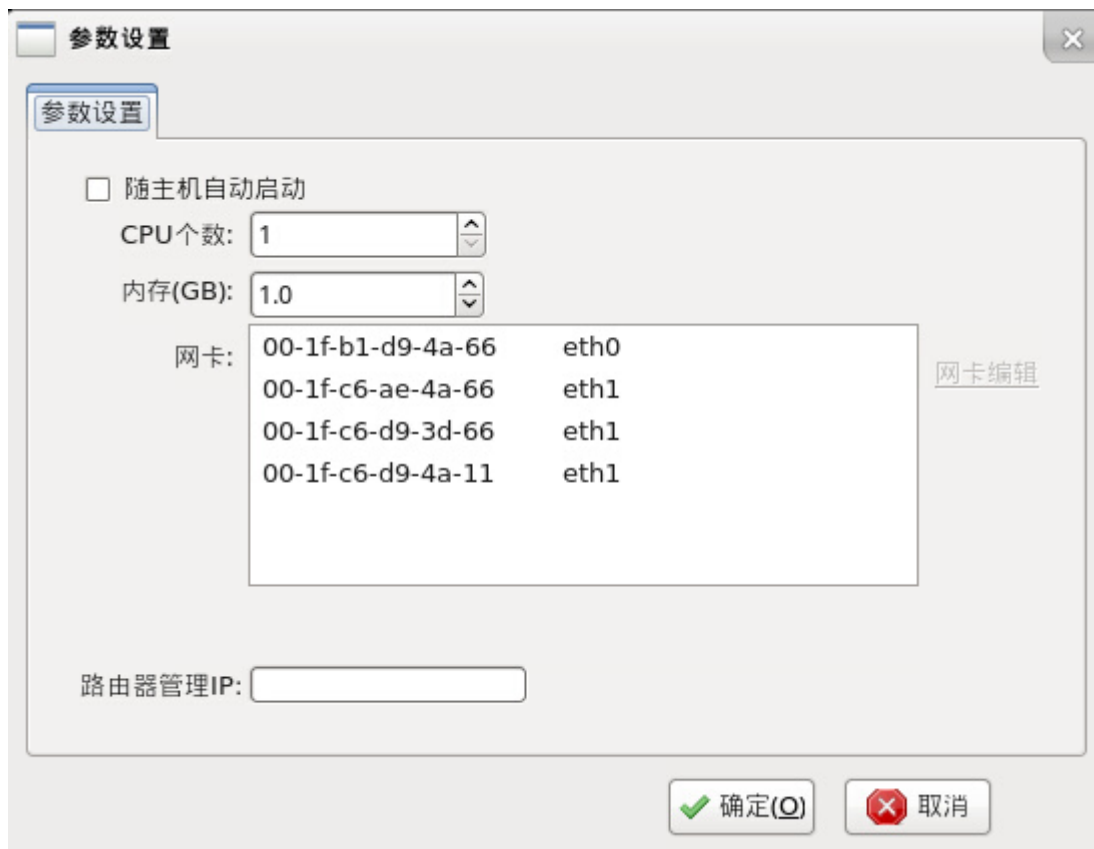 参数设置
参数设置
随主机自动启动
CPU个数: 1
内存(GB): 1.0
网卡:
00-1f-b1-d9-4a-66 eth0
00-1f-c6-ae-4a-66 eth1
00-1f-c6-d9-3d-66 eth1
00-1f-c6-d9-4a-11 eth1
网卡编辑
路由器管理IP:
确定(O) 取消